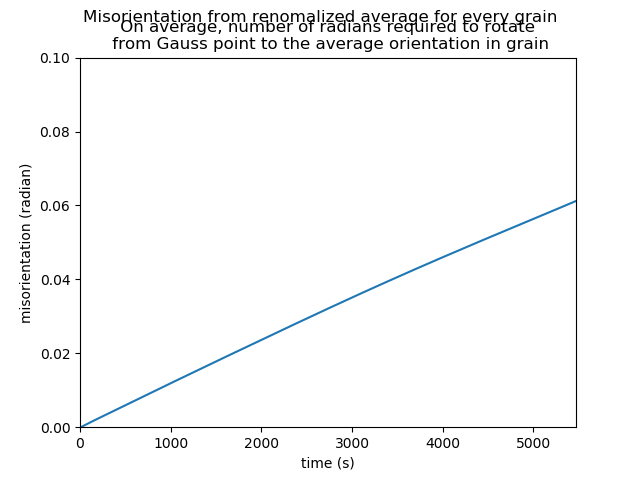 Misorientation from renomalized average for every grain
On average, number of radians required to rotate
from Gauss point to the average orientation in grain
0.10
0.08
0.06
0.04
0.02
0.00
misorientation (radian)
0 1000 2000 3000 4000 5000
time (s)